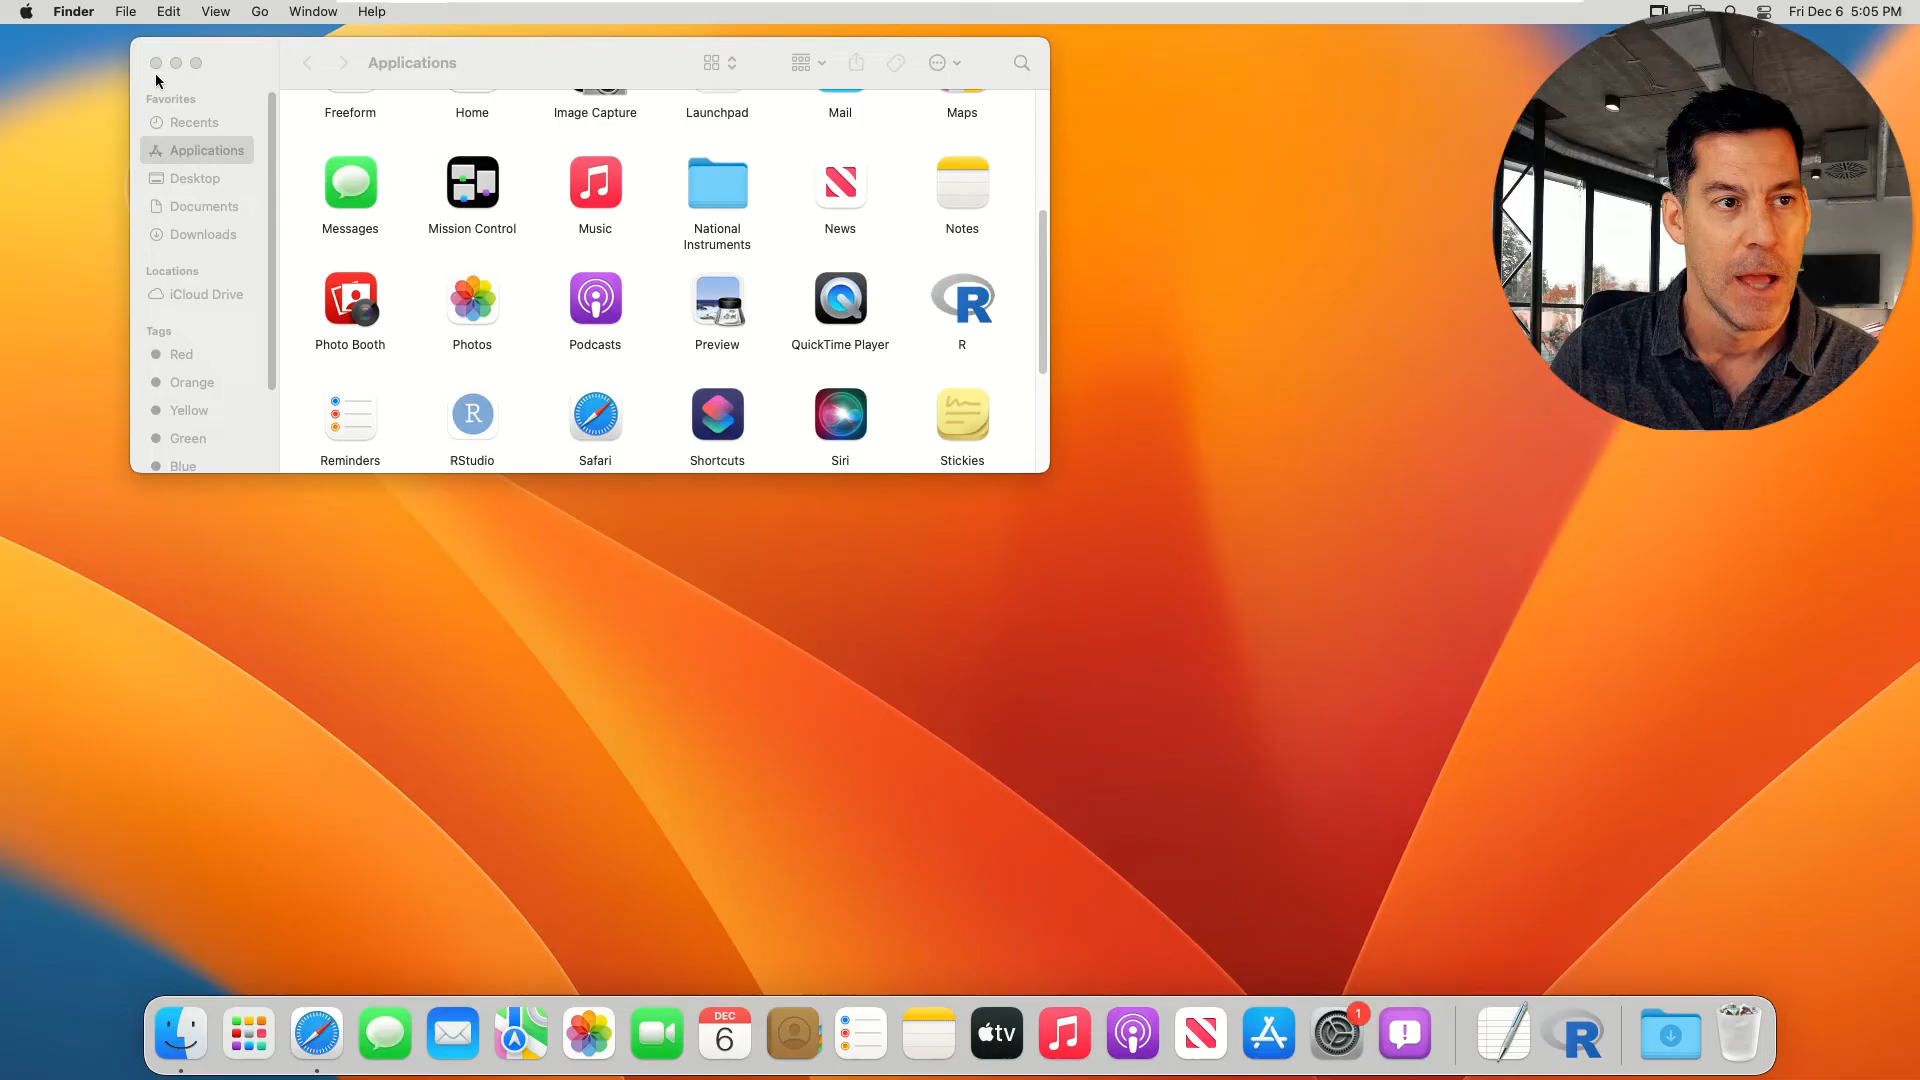 Finder File Edit View Go Window Help
Fri Dec 6 5:05 PM
Applications
Favorites
Recents
Applications
Desktop
Documents
Downloads
Locations
iCloud Drive
Tags
Red
Orange
Yellow
Green
Blue
Freeform Home Image Capture Launchpad Mail Maps
Messages Mission Control Music National News Notes
Instruments
R
Photo Booth Photos Podcasts Preview QuickTime Player R
R
Reminders RStudio Safari Shortcuts Siri Stickies
DEC
6
tv
1
R